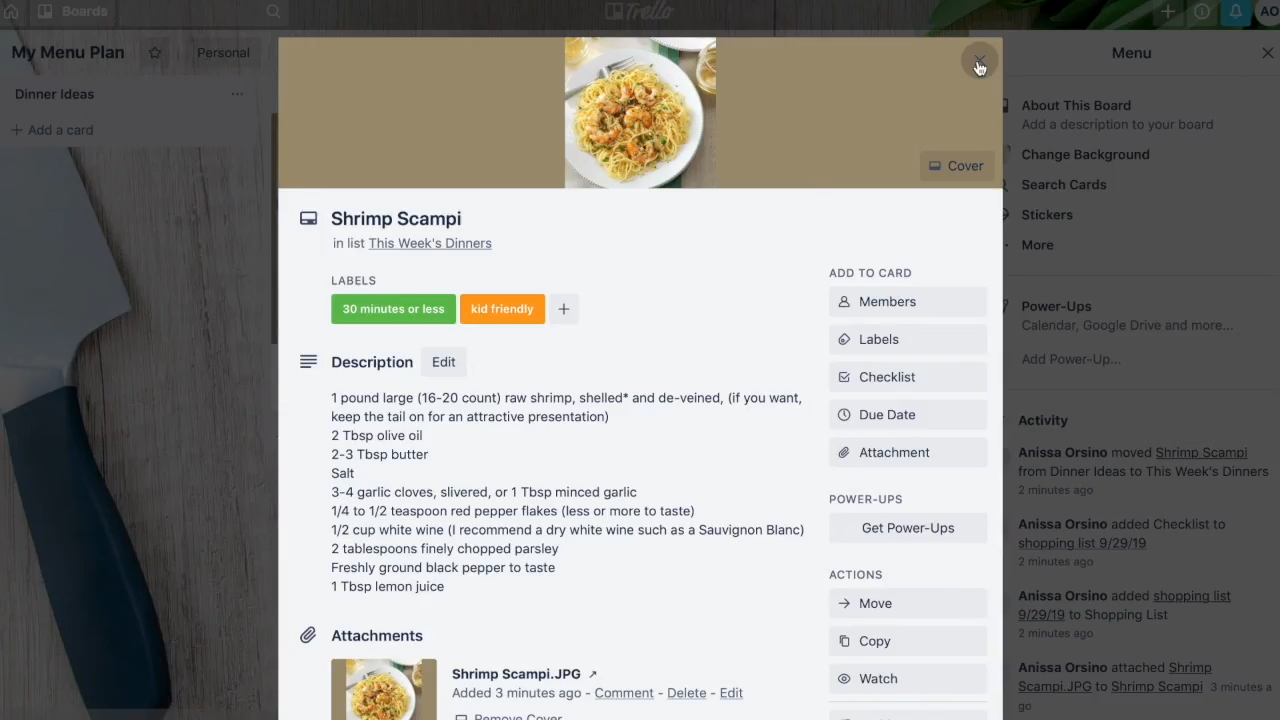 Boards
Trello
AO
My Menu Plan
Personal
Menu
Dinner Ideas
...
+ Add a card
Cover
About This Board
Add a description to your board
Change Background
Search Cards
Stickers
More
Shrimp Scampi
in list This Week's Dinners
LABELS
30 minutes or less
kid friendly
+
Description
Edit
1 pound large (16-20 count) raw shrimp, shelled* and de-veined, (if you want,
keep the tail on for an attractive presentation)
2 Tbsp olive oil
2-3 Tbsp butter
Salt
3-4 garlic cloves, slivered, or 1 Tbsp minced garlic
1/4 to 1/2 teaspoon red pepper flakes (less or more to taste)
1/2 cup white wine (I recommend a dry white wine such as a Sauvignon Blanc)
2 tablespoons finely chopped parsley
Freshly ground black pepper to taste
1 Tbsp lemon juice
Attachments
Shrimp Scampi.JPG ↗
Added 3 minutes ago - Comment - Delete - Edit
Remove Cover
ADD TO CARD
Members
Labels
Checklist
Due Date
Attachment
POWER-UPS
Get Power-Ups
ACTIONS
Move
Copy
Watch
Power-Ups
Calendar, Google Drive and more...
Add Power-Up...
Activity
Anissa Orsino moved Shrimp Scampi
from Dinner Ideas to This Week's Dinners
2 minutes ago
Anissa Orsino added Checklist to
shopping list 9/29/19
2 minutes ago
Anissa Orsino added shopping list
9/29/19 to Shopping List
2 minutes ago
Anissa Orsino attached Shrimp
Scampi.JPG to Shrimp Scampi 3 minutes a
go